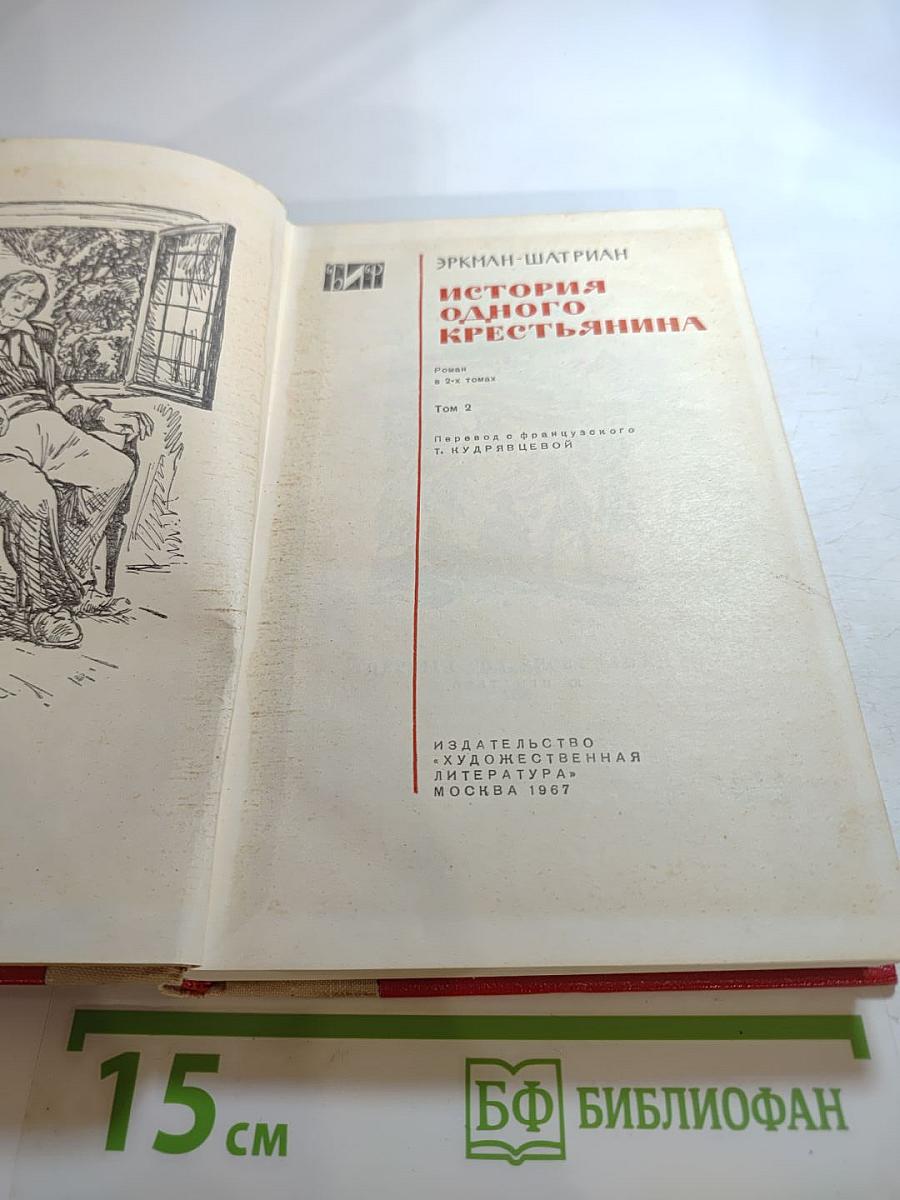 ЭРКМАН-ШАТРИАН
ИСТОРИЯ
ОДНОГО
КРЕСТЬЯНИНА
Роман
в 2-х томах
Том 2
Перевод с французского
Т. КУДРЯВЦЕВОЙ
ИЗДАТЕЛЬСТВО
«ХУДОЖЕСТВЕННАЯ
ЛИТЕРАТУРА»
МОСКВА 1967
15 см
БФ БИБЛИОФАН